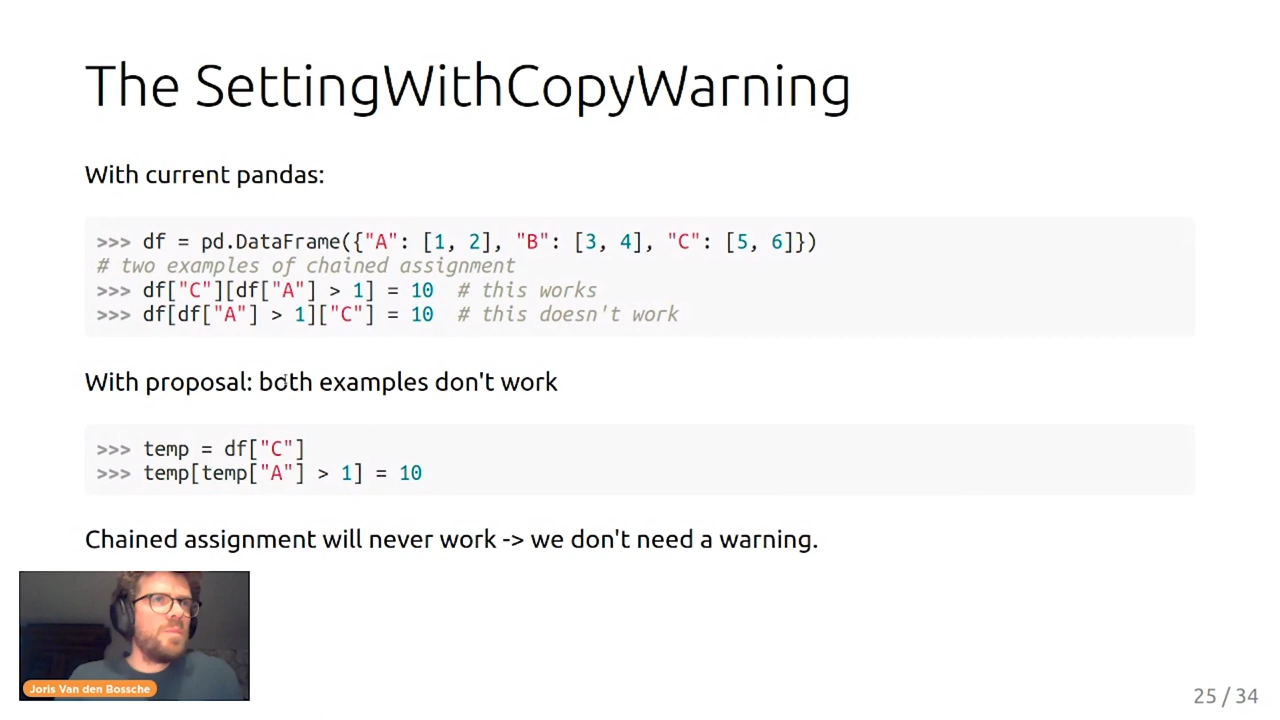 The SettingWithCopyWarning
With current pandas:
>>> df = pd.DataFrame({"A": [1, 2], "B": [3, 4], "C": [5, 6]})
# two examples of chained assignment
>>> df["C"][df["A"] > 1] = 10  # this works
>>> df[df["A"] > 1]["C"] = 10  # this doesn't work
With proposal: both examples don't work
>>> temp = df["C"]
>>> temp[temp["A"] > 1] = 10
Chained assignment will never work -> we don't need a warning.
Joris Van den Bossche
25 / 34